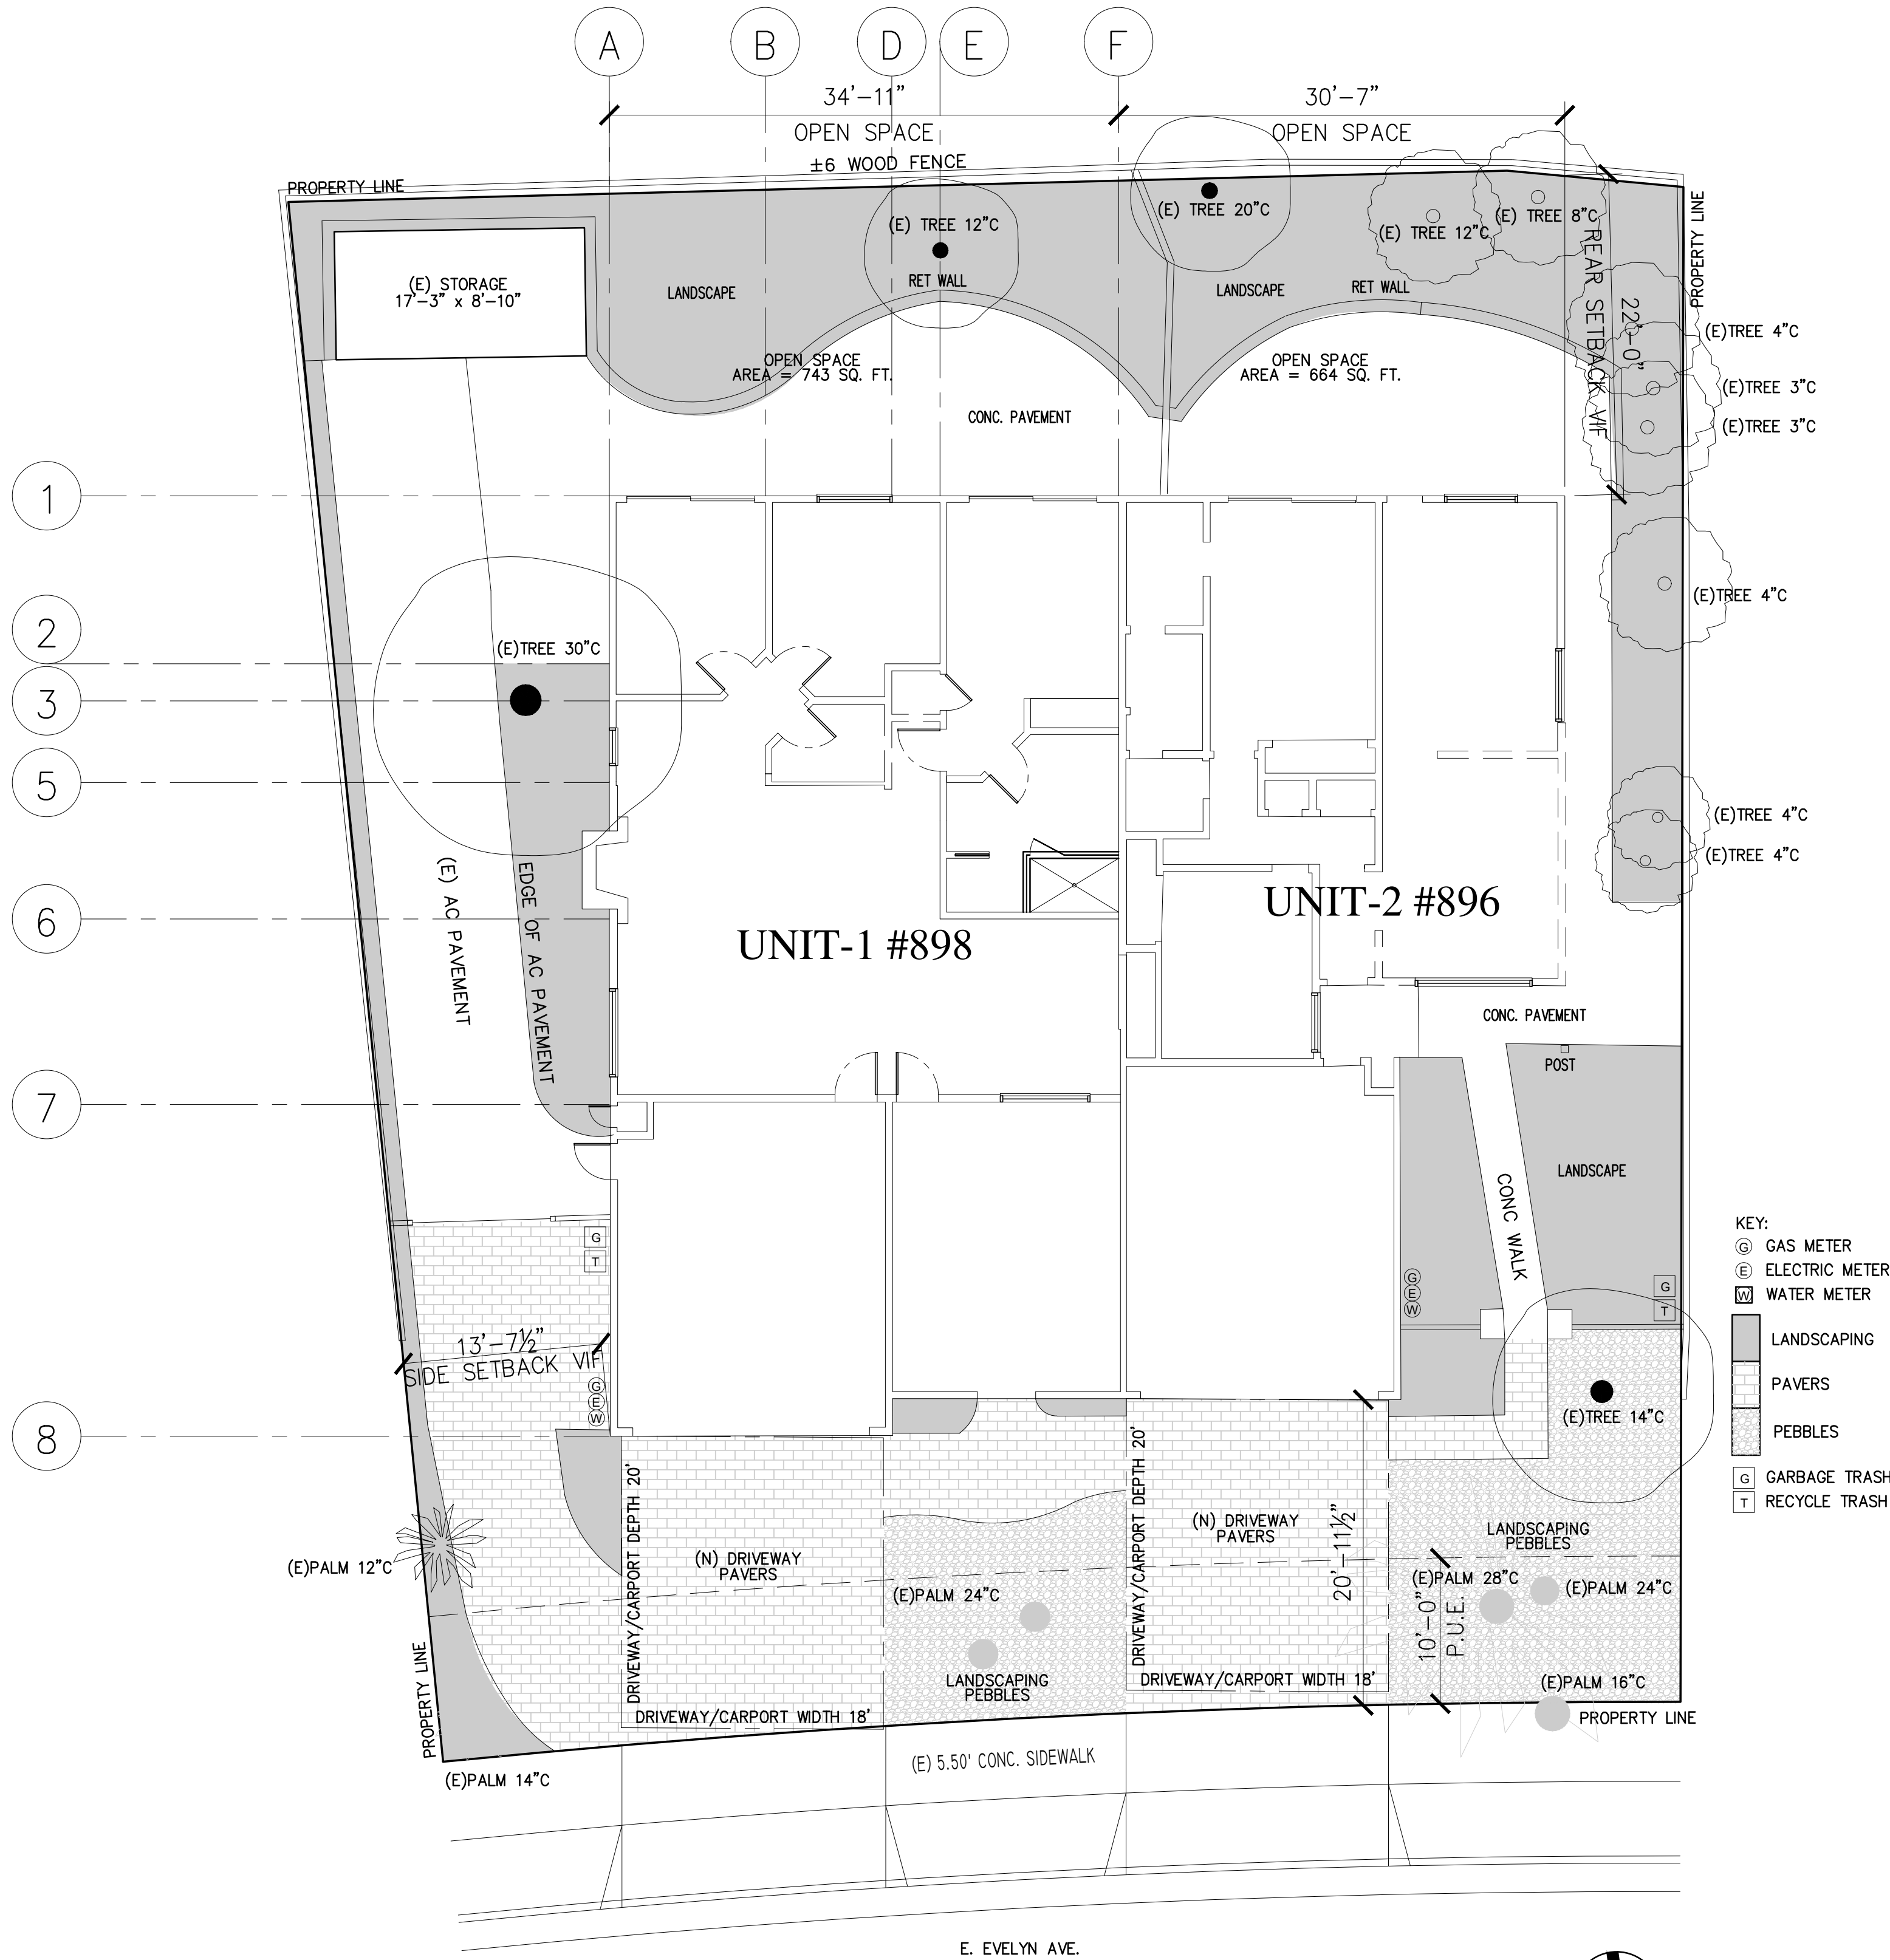 A
B
D
E
F
34'-11"
30'-7"
OPEN SPACE
OPEN SPACE
±6 WOOD FENCE
PROPERTY LINE
PROPERTY LINE
(E) TREE 12"C
(E) TREE 20"C
(E) TREE 12"C
(E) TREE 8"C
(E) STORAGE
17'-3" x 8'-10"
LANDSCAPE
RET WALL
LANDSCAPE
RET WALL
REAR SETBACK VIF
22'-0"
(E)TREE 4"C
OPEN SPACE
AREA = 743 SQ. FT.
OPEN SPACE
AREA = 664 SQ. FT.
(E)TREE 3"C
CONC. PAVEMENT
(E)TREE 3"C
1
(E)TREE 4"C
2
(E)TREE 30"C
3
5
(E)TREE 4"C
(E)TREE 4"C
(E) AC PAVEMENT
EDGE OF AC PAVEMENT
6
UNIT-1 #898
UNIT-2 #896
CONC. PAVEMENT
POST
7
LANDSCAPE
CONC WALK
G
T
G
E
W
G
T
KEY:
G GAS METER
E ELECTRIC METER
W WATER METER
LANDSCAPING
PAVERS
PEBBLES
G GARBAGE TRASH
T RECYCLE TRASH
13'-7½"
SIDE SETBACK VIF
G
E
W
8
(E)TREE 14"C
DRIVEWAY/CARPORT DEPTH 20'
DRIVEWAY/CARPORT DEPTH 20'
(N) DRIVEWAY
PAVERS
(N) DRIVEWAY
PAVERS
20'-11½"
LANDSCAPING
PEBBLES
(E)PALM 12"C
(E)PALM 24"C
(E)PALM 28"C
(E)PALM 24"C
10'-0"
P.U.E.
PROPERTY LINE
LANDSCAPING
PEBBLES
DRIVEWAY/CARPORT WIDTH 18'
DRIVEWAY/CARPORT WIDTH 18'
(E)PALM 16"C
PROPERTY LINE
(E)PALM 14"C
(E) 5.50' CONC. SIDEWALK
E. EVELYN AVE.